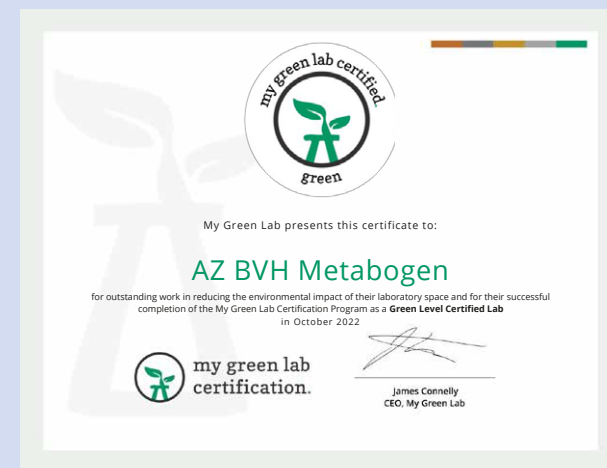 my green lab certified.
green
My Green Lab presents this certificate to:
AZ BVH Metabogen
for outstanding work in reducing the environmental impact of their laboratory space and for their successful
completion of the My Green Lab Certification Program as a Green Level Certified Lab
in October 2022
my green lab
certification.
James Connelly
CEO, My Green Lab